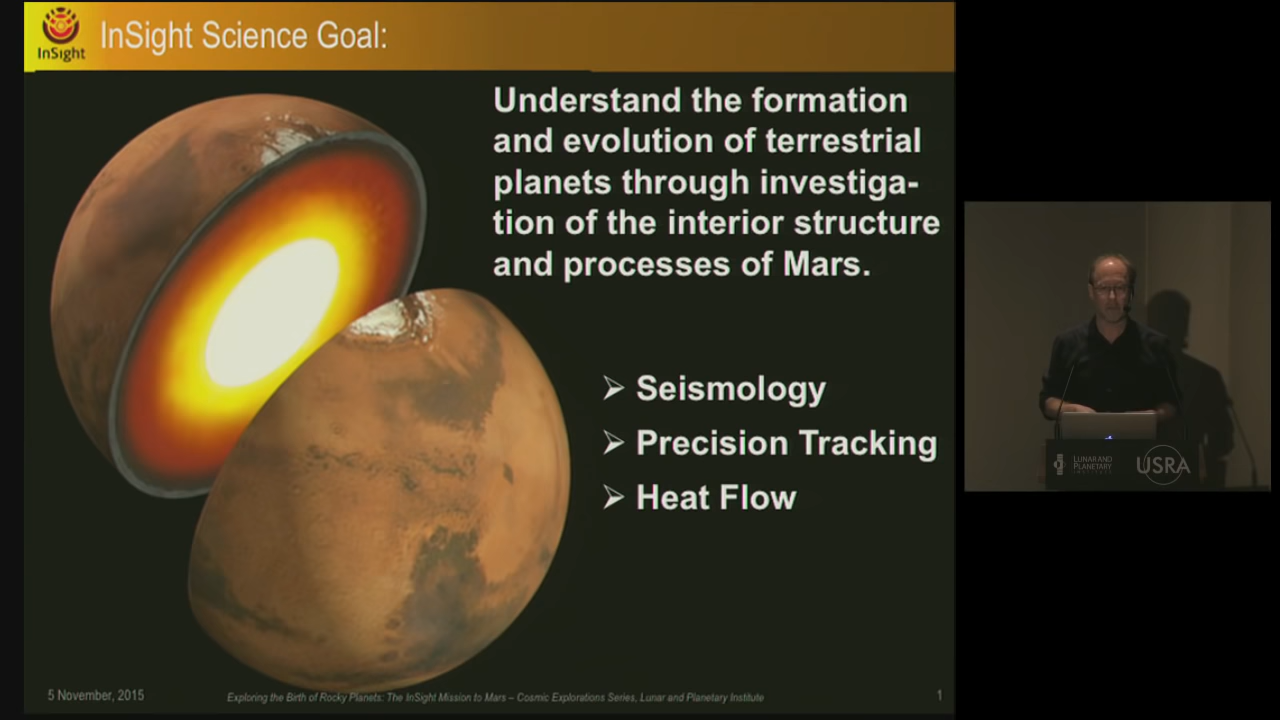 InSight
InSight Science Goal:
Understand the formation
and evolution of terrestrial
planets through investiga-
tion of the interior structure
and processes of Mars.
➢ Seismology
➢ Precision Tracking
➢ Heat Flow
5 November, 2015
Exploring the Birth of Rocky Planets: The InSight Mission to Mars – Cosmic Explorations Series, Lunar and Planetary Institute
1
LUNAR AND
PLANETARY
USRA